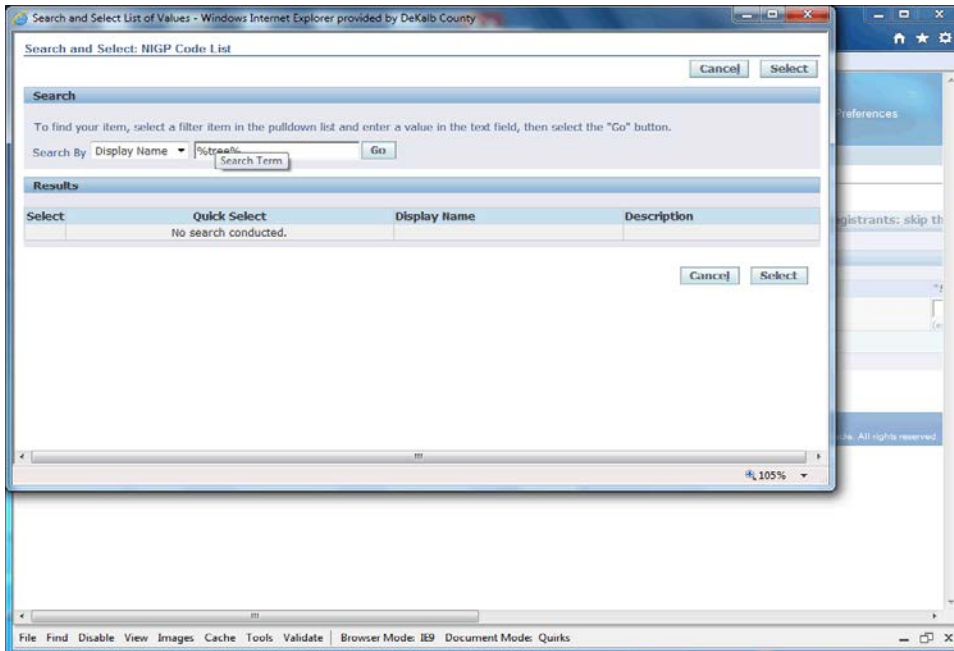 Search and Select List of Values - Windows Internet Explorer provided by DeKalb County
Search and Select: NIGP Code List
Cancel Select
Search
To find your item, select a filter item in the pulldown list and enter a value in the text field, then select the "Go" button.
Search By Display Name %tree% Go
Search Term
Results
Select Quick Select Display Name Description
No search conducted.
Cancel Select
105%
Preferences
gistrants: skip th
. All rights reserved
File Find Disable View Images Cache Tools Validate Browser Mode: IE9 Document Mode: Quirks